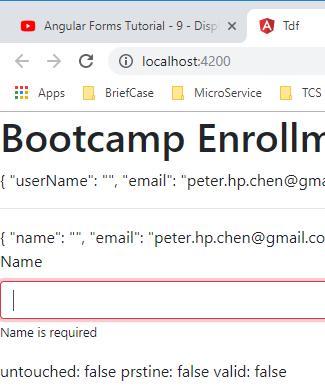 Angular Forms Tutorial - 9 - Disp
Tdf
localhost:4200
Apps BriefCase MicroService TCS
Bootcamp Enrollm
{ "userName": "", "email": "peter.hp.chen@gma
{ "name": "", "email": "peter.hp.chen@gmail.co
Name
Name is required
untouched: false prstine: false valid: false